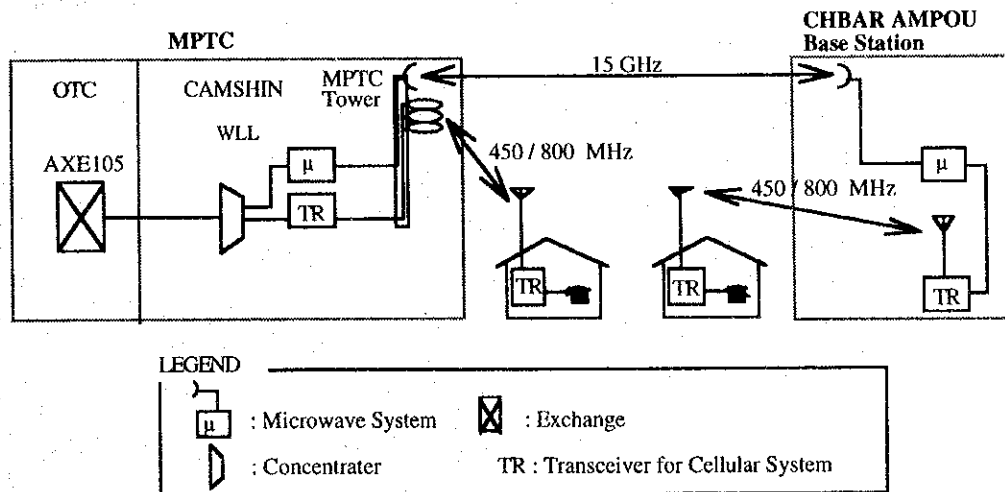 MPTC
CHBAR AMPOU
Base Station
OTC
CAMSHIN
MPTC
Tower
15 GHz
WLL
AXE105
μ
TR
450 / 800 MHz
450 / 800 MHz
μ
TR
TR
TR
LEGEND
μ : Microwave System
: Exchange
: Concentrater
TR : Transceiver for Cellular System